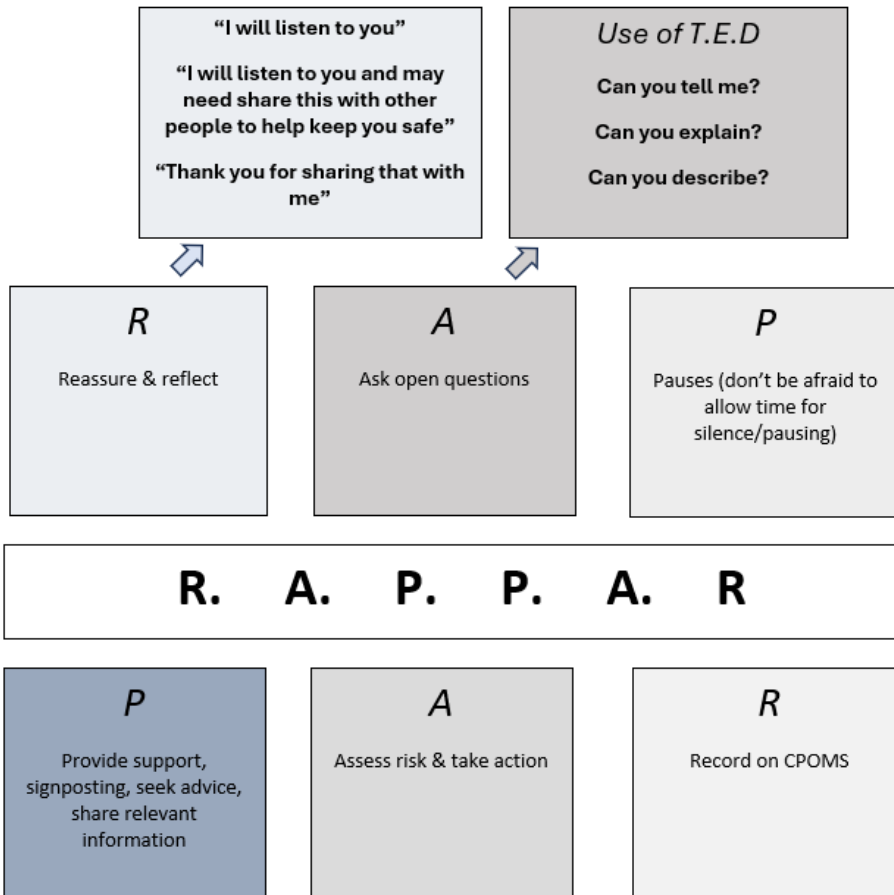 “I will listen to you”
“I will listen to you and may
need share this with other
people to help keep you safe”
“Thank you for sharing that with
me”
Use of T.E.D
Can you tell me?
Can you explain?
Can you describe?
R
Reassure & reflect
A
Ask open questions
P
Pauses (don’t be afraid to
allow time for
silence/pausing)
R. A. P. P. A. R
P
Provide support,
signposting, seek advice,
share relevant
information
A
Assess risk & take action
R
Record on CPOMS